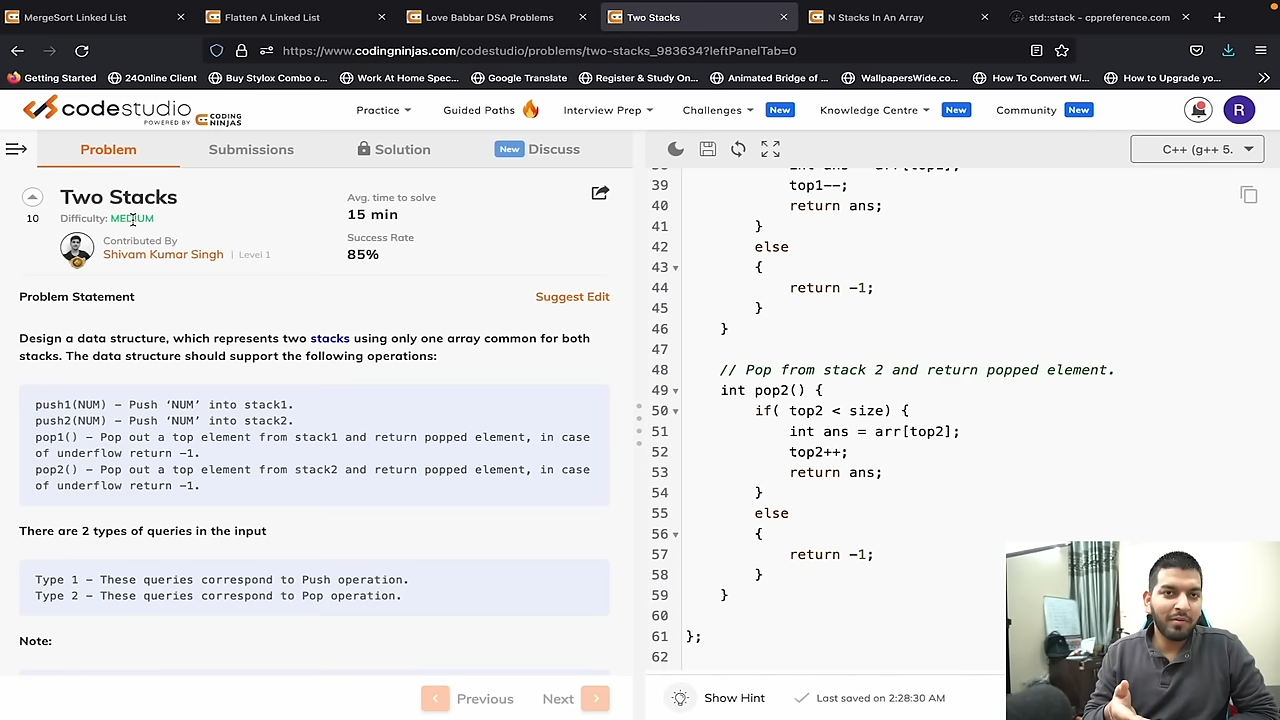 MergeSort Linked List
Flatten A Linked List
Love Babbar DSA Problems
Two Stacks
N Stacks In An Array
std::stack - cppreference.com
https://www.codingninjas.com/codestudio/problems/two-stacks_983634?leftPanelTab=0
Getting Started
24Online Client
Buy Stylox Combo o...
Work At Home Spec...
Google Translate
Register & Study On...
Animated Bridge of ...
WallpapersWide.co...
How To Convert Wi...
How to Upgrade yo...
codestudio
POWERED BY
CODING
NINJAS
Practice
Guided Paths
Interview Prep
Challenges
New
Knowledge Centre
New
Community
New
R
Problem
Submissions
Solution
New
Discuss
C++ (g++ 5.
Two Stacks
10
Difficulty: MEDIUM
Contributed By
Shivam Kumar Singh
Level 1
Avg. time to solve
15 min
Success Rate
85%
Problem Statement
Suggest Edit
Design a data structure, which represents two stacks using only one array common for both
stacks. The data structure should support the following operations:
push1(NUM) – Push ‘NUM’ into stack1.
push2(NUM) – Push ‘NUM’ into stack2.
pop1() – Pop out a top element from stack1 and return popped element, in case
of underflow return -1.
pop2() – Pop out a top element from stack2 and return popped element, in case
of underflow return -1.
There are 2 types of queries in the input
Type 1 – These queries correspond to Push operation.
Type 2 – These queries correspond to Pop operation.
Note:
Previous
Next
39 top1--;
40 return ans;
41 }
42 else
43 {
44 return -1;
45 }
46 }
47
48 // Pop from stack 2 and return popped element.
49 int pop2() {
50 if( top2 < size) {
51 int ans = arr[top2];
52 top2++;
53 return ans;
54 }
55 else
56 {
57 return -1;
58 }
59 }
60
61 };
62
Show Hint
Last saved on 2:28:30 AM